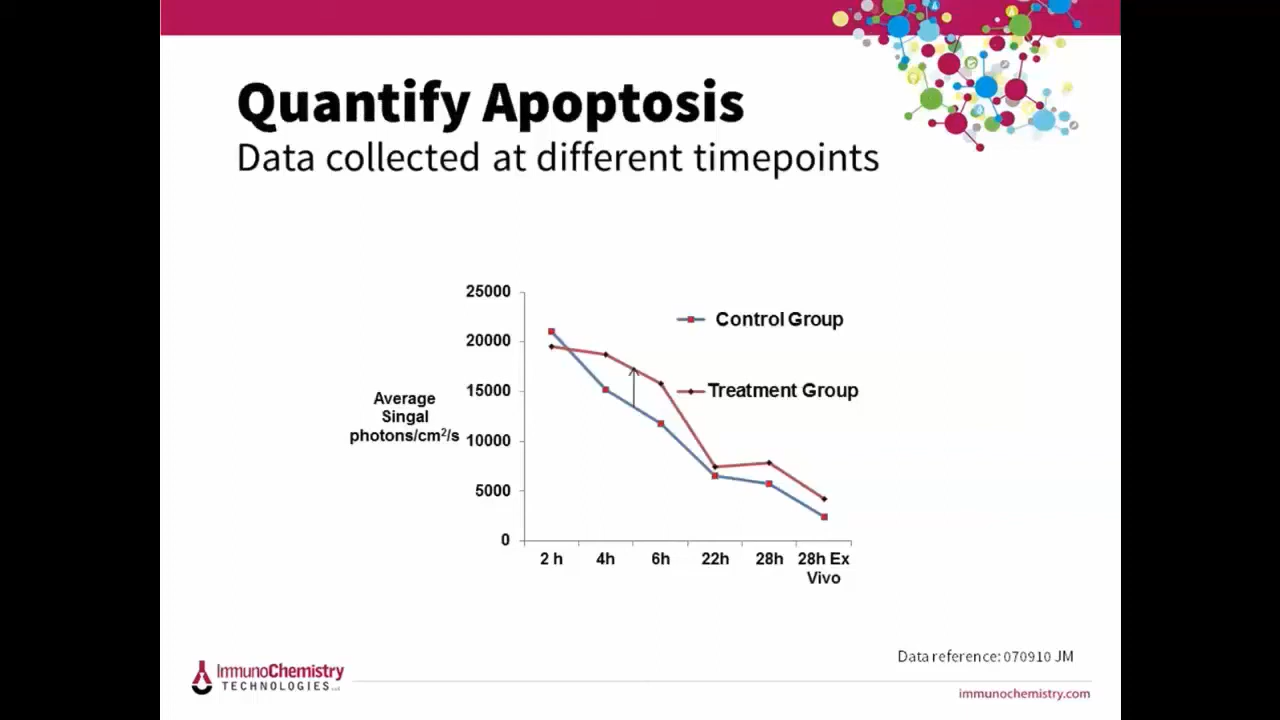 Quantify Apoptosis
Data collected at different timepoints
25000
20000
15000
10000
5000
0
Average
Singal
photons/cm²/s
Control Group
Treatment Group
2 h
4h
6h
22h
28h
28h Ex
Vivo
Data reference: 070910 JM
ImmunoChemistry
TECHNOLOGIES LLC
immunochemistry.com